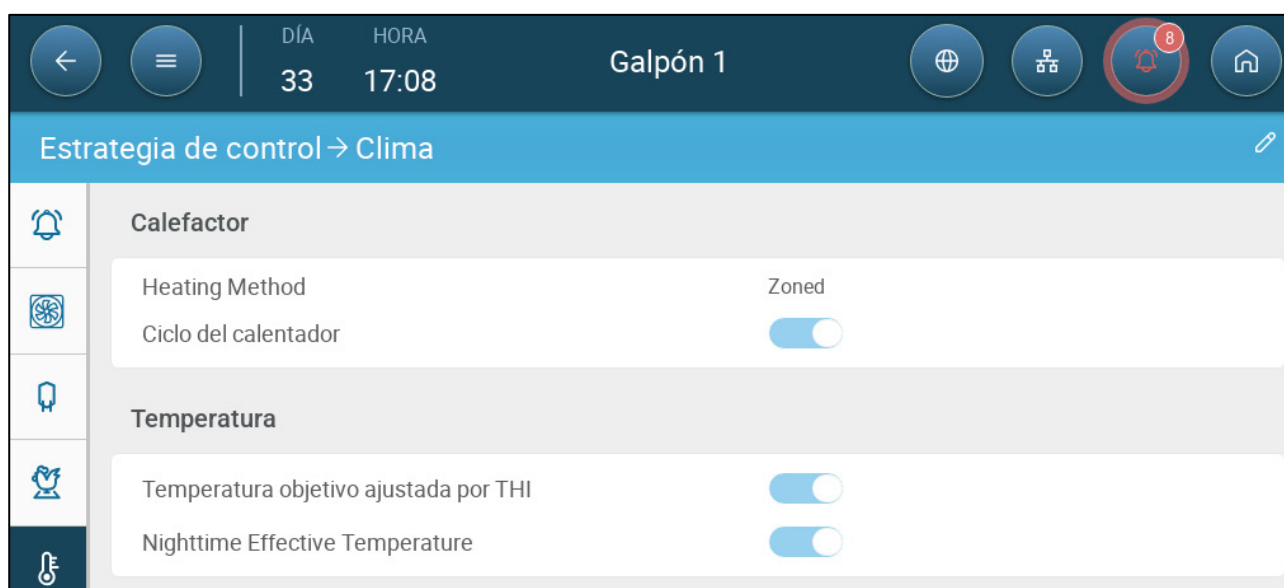 DÍA HORA
33 17:08
Galpón 1
8
Estrategia de control → Clima
Calefactor
Heating Method Zoned
Ciclo del calentador
Temperatura
Temperatura objetivo ajustada por THI
Nighttime Effective Temperature